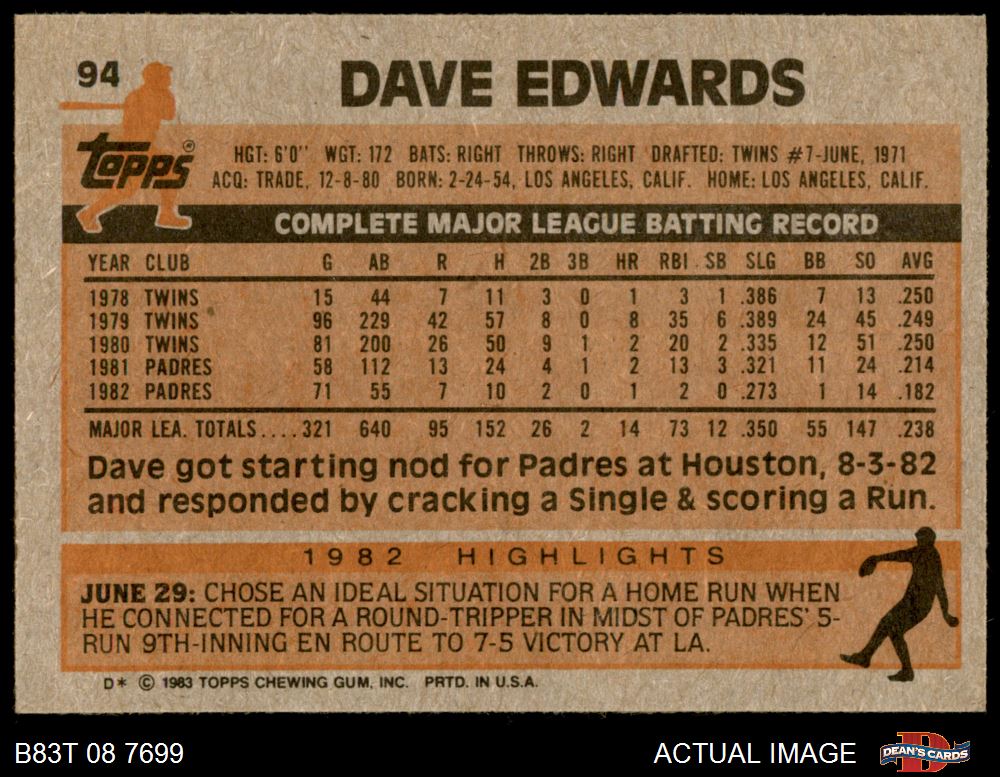 94
DAVE EDWARDS
TOPPS®
HGT: 6'0" WGT: 172 BATS: RIGHT THROWS: RIGHT DRAFTED: TWINS #7-JUNE, 1971
ACQ: TRADE, 12-8-80 BORN: 2-24-54, LOS ANGELES, CALIF. HOME: LOS ANGELES, CALIF.
COMPLETE MAJOR LEAGUE BATTING RECORD
YEAR CLUB G AB R H 2B 3B HR RBI SB SLG BB SO AVG
1978 TWINS 15 44 7 11 3 0 1 3 1 .386 7 13 .250
1979 TWINS 96 229 42 57 8 0 8 35 6 .389 24 45 .249
1980 TWINS 81 200 26 50 9 1 2 20 2 .335 12 51 .250
1981 PADRES 58 112 13 24 4 1 2 13 3 .321 11 24 .214
1982 PADRES 71 55 7 10 2 0 1 2 0 .273 1 14 .182
MAJOR LEA. TOTALS....321 640 95 152 26 2 14 73 12 .350 55 147 .238
Dave got starting nod for Padres at Houston, 8-3-82
and responded by cracking a Single & scoring a Run.
1982 HIGHLIGHTS
JUNE 29: CHOSE AN IDEAL SITUATION FOR A HOME RUN WHEN
HE CONNECTED FOR A ROUND-TRIPPER IN MIDST OF PADRES' 5-
RUN 9TH-INNING EN ROUTE TO 7-5 VICTORY AT LA.
D* © 1983 TOPPS CHEWING GUM, INC. PRTD. IN U.S.A.
B83T 08 7699
ACTUAL IMAGE
D
DEAN'S CARDS